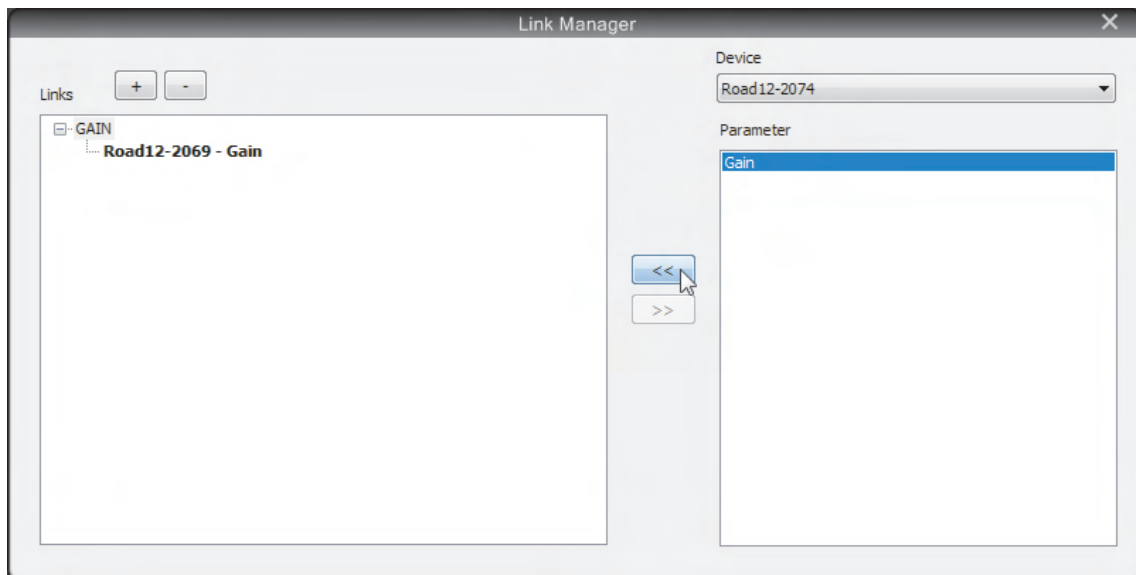 Link Manager
Links
+
-
GAIN
Road12-2069 - Gain
<<
>>
Device
Road12-2074
Parameter
Gain